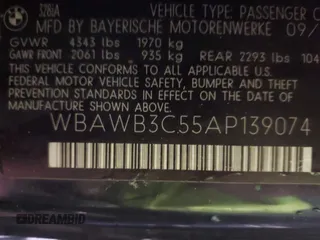 328iA VEHICLE TYPE: PASSENGER C
MFG BY BAYERISCHE MOTORENWERKE 09/
GVWR 4343 lbs 1970 kg
GAWR FRONT 2061 lbs 935 kg REAR 2293 lbs 104
THIS VEHICLE CONFORMS TO ALL APPLICABLE U.S.
FEDERAL MOTOR VEHICLE SAFETY, BUMPER, AND
THEFT PREVENTION STANDARDS IN EFFECT ON THE
DATE OF MANUFACTURE SHOWN ABOVE.
WBAWB3C55AP139074
DREAMBID